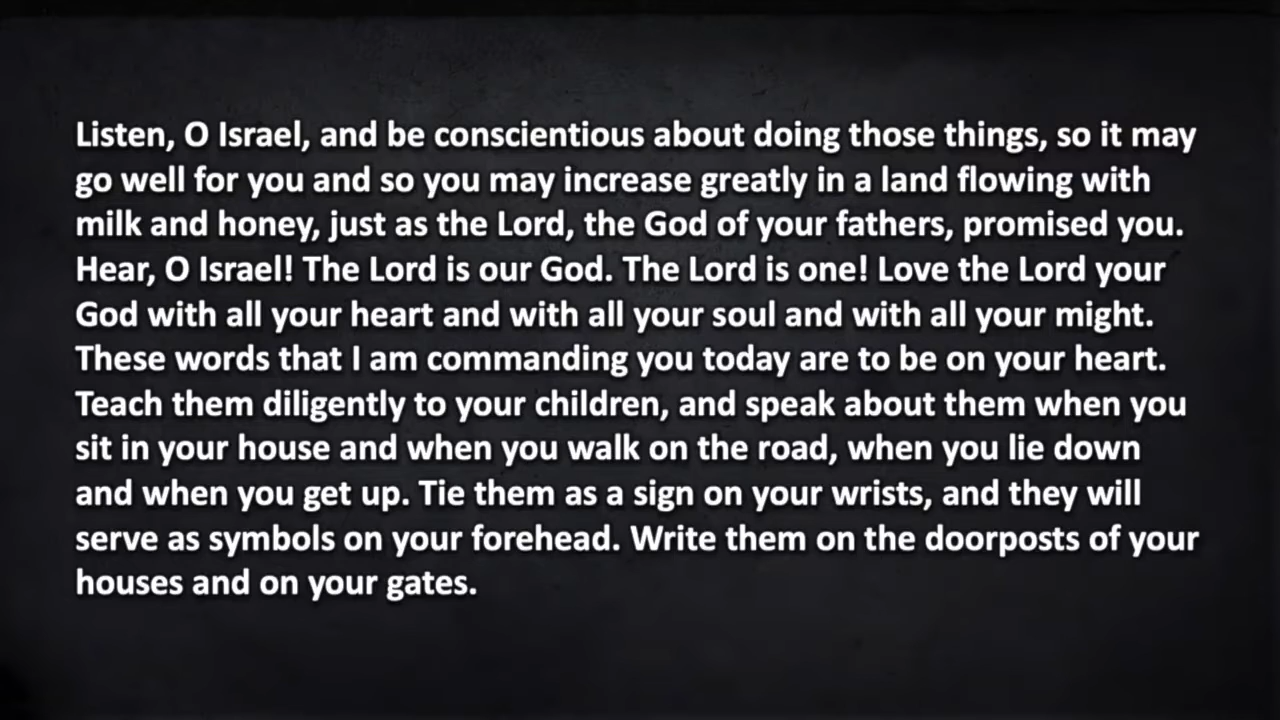 Listen, O Israel, and be conscientious about doing those things, so it may
go well for you and so you may increase greatly in a land flowing with
milk and honey, just as the Lord, the God of your fathers, promised you.
Hear, O Israel! The Lord is our God. The Lord is one! Love the Lord your
God with all your heart and with all your soul and with all your might.
These words that I am commanding you today are to be on your heart.
Teach them diligently to your children, and speak about them when you
sit in your house and when you walk on the road, when you lie down
and when you get up. Tie them as a sign on your wrists, and they will
serve as symbols on your forehead. Write them on the doorposts of your
houses and on your gates.